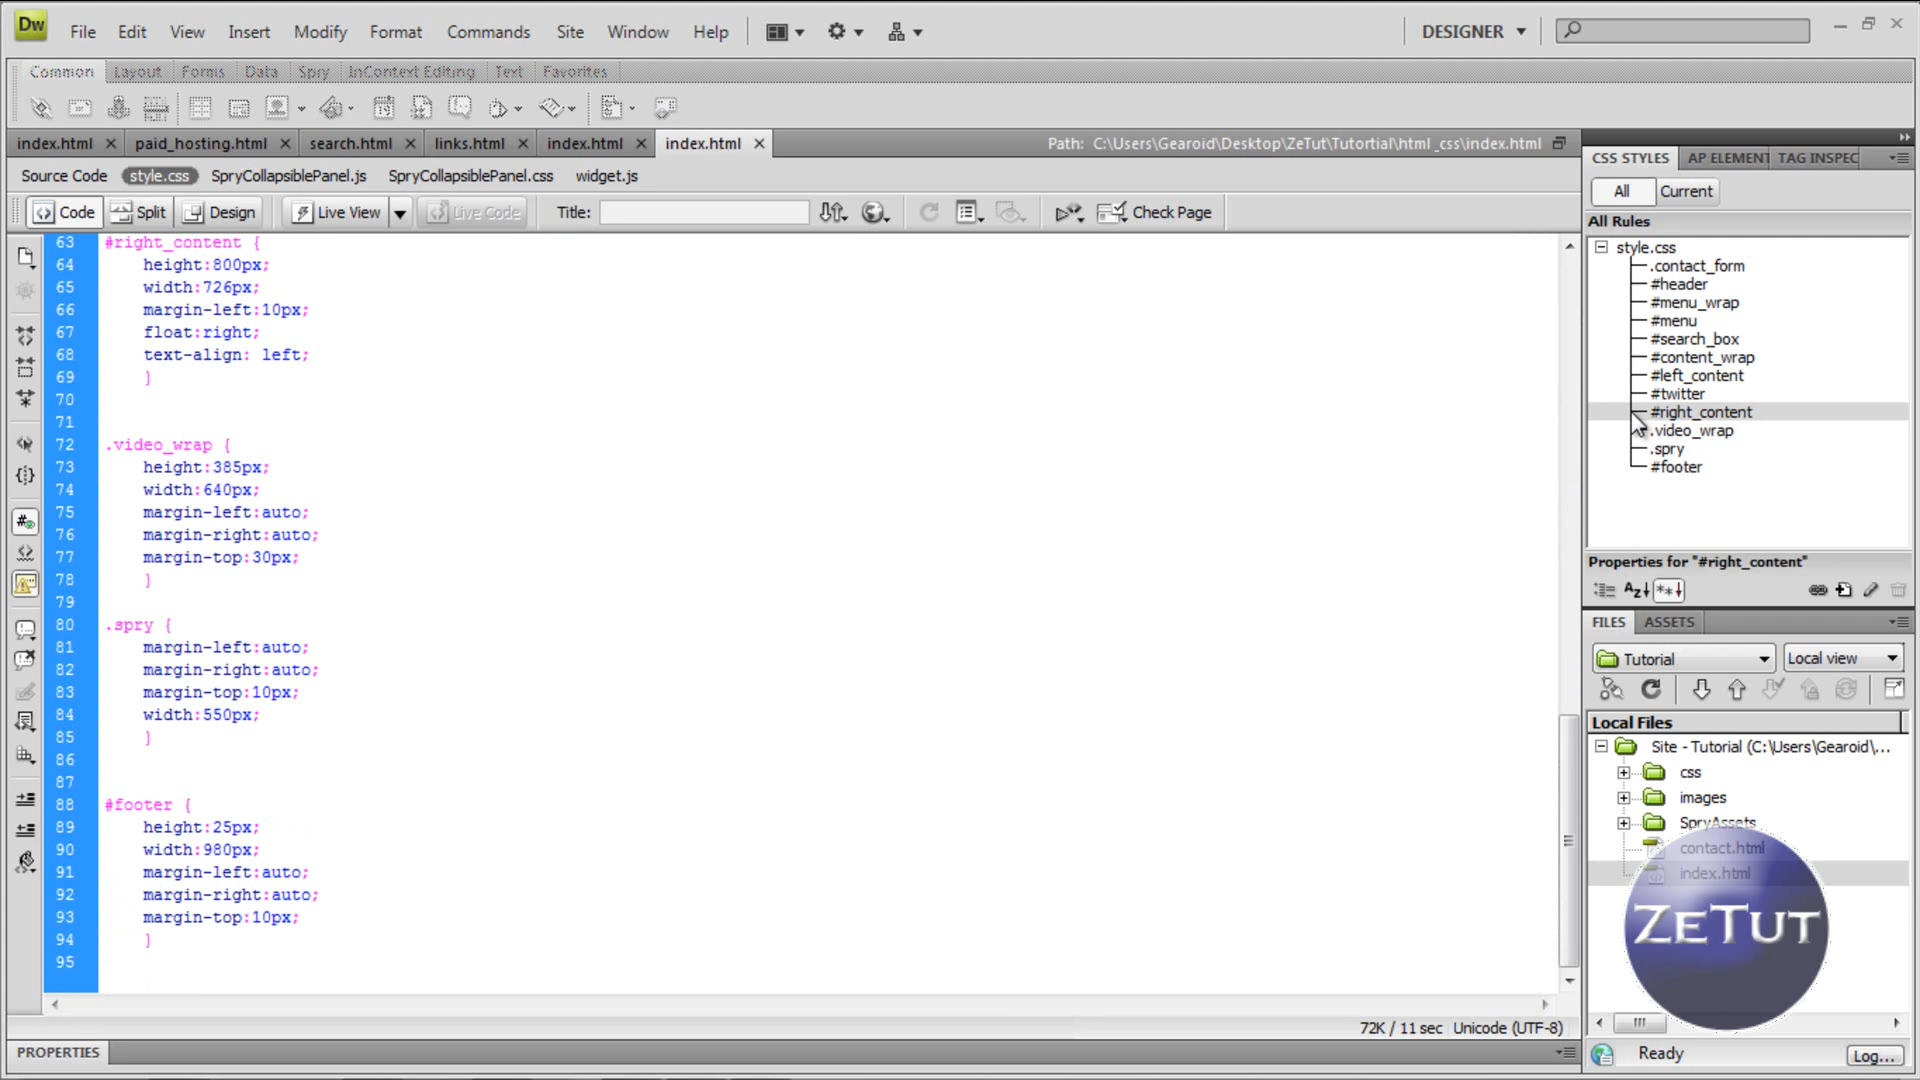 Dw File Edit View Insert Modify Format Commands Site Window Help DESIGNER
Common Layout Forms Data Spry InContext Editing Text Favorites
index.html paid_hosting.html search.html links.html index.html index.html Path: C:\Users\Gearoid\Desktop\ZeTut\Tutortial\html _css\index.html
Source Code style.css SpryCollapsiblePanel.js SpryCollapsiblePanel.css widget.js
Code Split Design Live View Live Code Title: Check Page
63 #right_content {
64 height:800px;
65 width:726px;
66 margin-left:10px;
67 float:right;
68 text-align: left;
69 }
70
71
72 .video_wrap {
73 height:385px;
74 width:640px;
75 margin-left:auto;
76 margin-right:auto;
77 margin-top:30px;
78 }
79
80 .spry {
81 margin-left:auto;
82 margin-right:auto;
83 margin-top:10px;
84 width:550px;
85 }
86
87
88 #footer {
89 height:25px;
90 width:980px;
91 margin-left:auto;
92 margin-right:auto;
93 margin-top:10px;
94 }
95
72K / 11 sec Unicode (UTF-8)
PROPERTIES
CSS STYLES AP ELEMENT TAG INSPEC
All Current
All Rules
style.css
.contact_form
#header
#menu_wrap
#menu
#search_box
#content_wrap
#left_content
#twitter
#right_content
.video_wrap
.spry
#footer
Properties for "#right_content"
FILES ASSETS
Tutorial Local view
Local Files
Site - Tutorial (C:\Users\Gearoid\...
css
images
SpryAssets
contact.html
index.html
ZETUT
Ready Log...